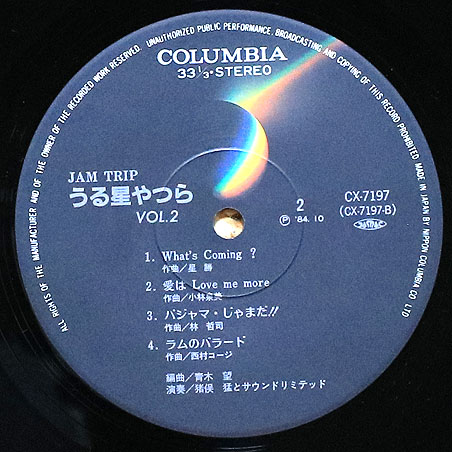 ALL RIGHTS OF THE MANUFACTURER AND OF THE OWNER OF THE RECORDED WORK RESERVED. UNAUTHORIZED PUBLIC PERFORMANCE, BROADCASTING AND COPYING OF THIS RECORD PROHIBITED MADE IN JAPAN BY NIPPON COLUMBIA CO LTD
COLUMBIA
33 1/3・STEREO
JAM TRIP
うる星やつら
VOL.2
2
Ⓟ '84. 10
CX-7197
(CX-7197-B)
JASRAC
1. What's Coming ?
作曲/星 勝
2. 愛は Love me more
作曲/小林泉美
3. パジャマ・じゃまだ!!
作曲/林 哲司
4. ラムのバラード
作曲/西村コージ
編曲/青木 望
演奏/猪俣 猛とサウンドリミテッド